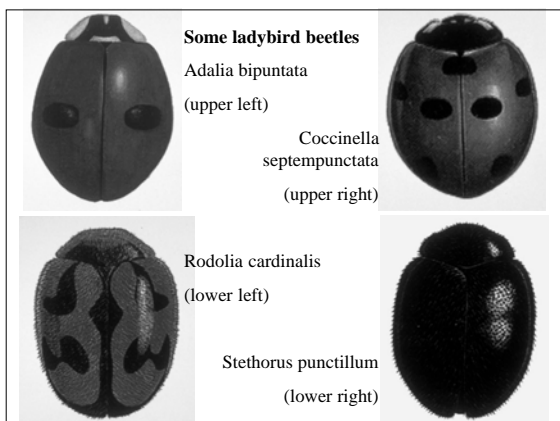 Some ladybird beetles
Adalia bipuntata
(upper left)
Coccinella
septempunctata
(upper right)
Rodolia cardinalis
(lower left)
Stethorus punctillum
(lower right)